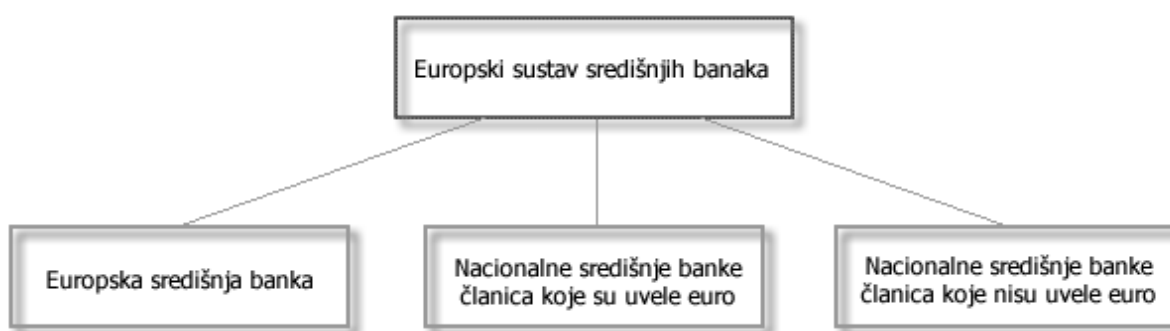 Europski sustav središnjih banaka
Europska središnja banka
Nacionalne središnje banke
članica koje su uvele euro
Nacionalne središnje banke
članica koje nisu uvele euro